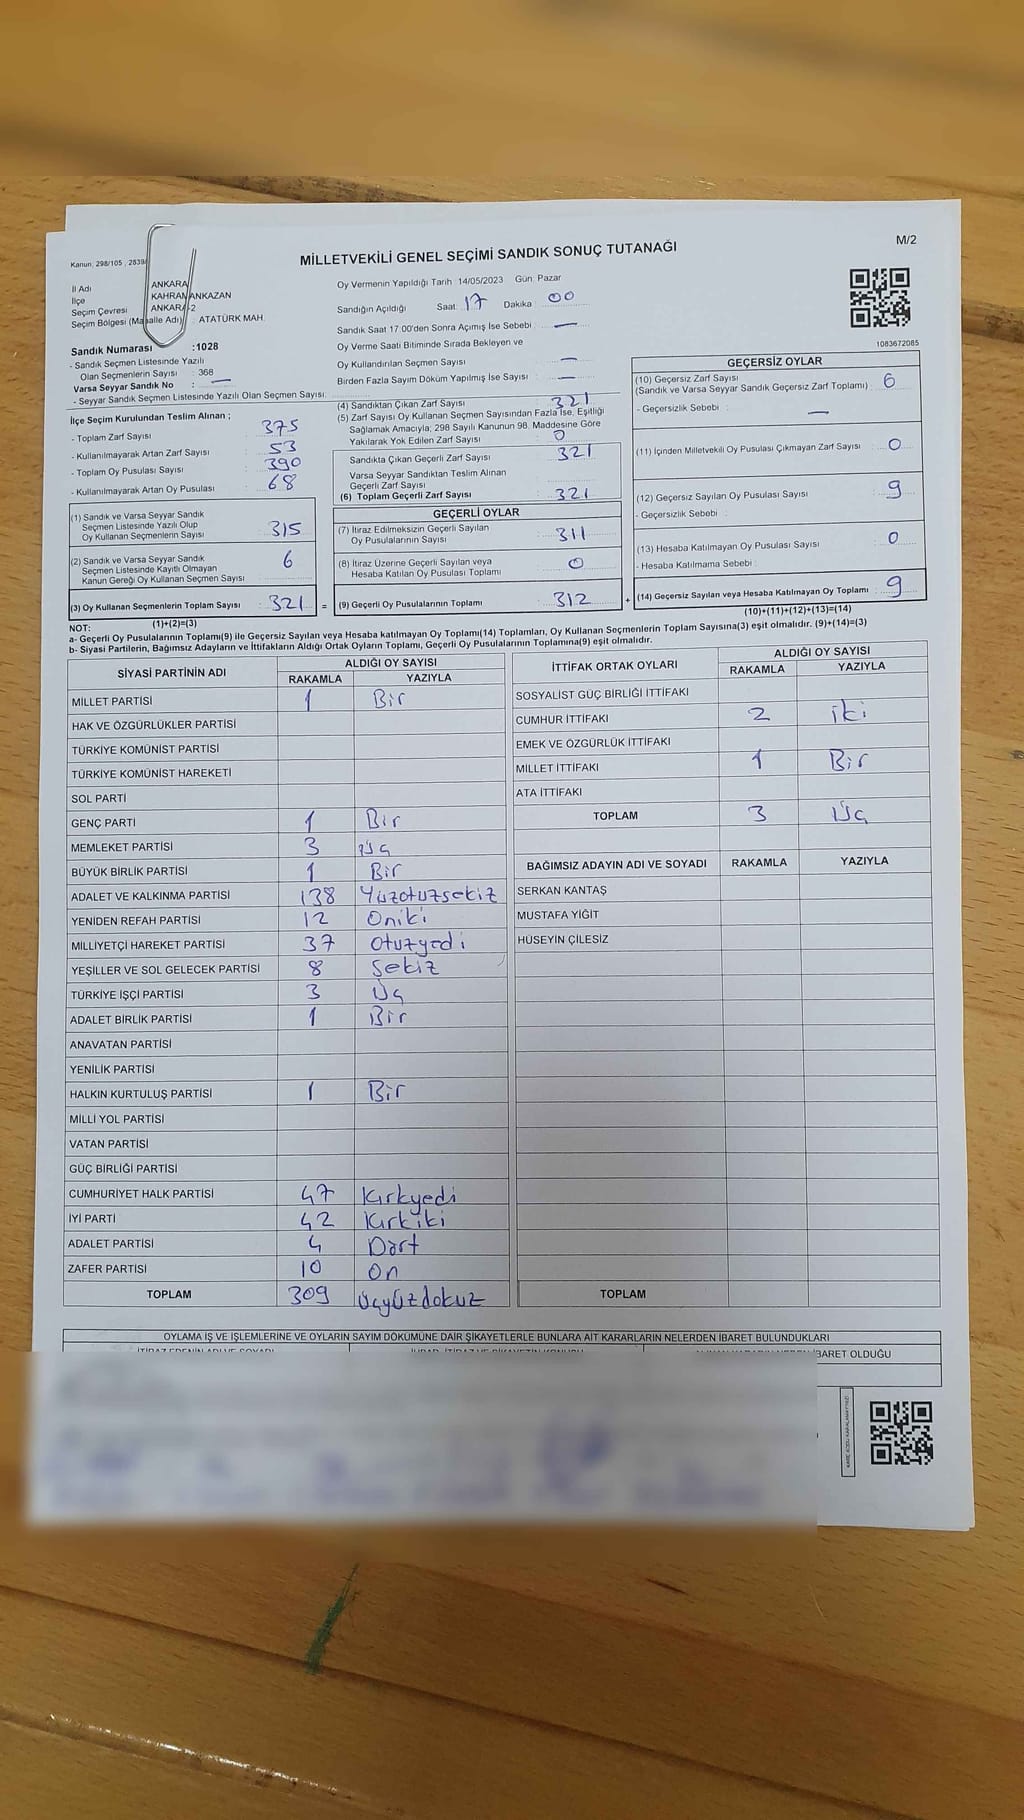 Kanun: 298/105 , 2839/
MİLLETVEKİLİ GENEL SEÇİMİ SANDIK SONUÇ TUTANAĞI
M/2
İl Adı ANKARA
İlçe KAHRAMANKAZAN
Seçim Çevresi ANKARA-2
Seçim Bölgesi (Mahalle Adı) : ATATÜRK MAH.
Sandık Numarası :1028
- Sandık Seçmen Listesinde Yazılı
Olan Seçmenlerin Sayısı : 368
Varsa Seyyar Sandık No : —
- Seyyar Sandık Seçmen Listesinde Yazılı Olan Seçmen Sayısı:
İlçe Seçim Kurulundan Teslim Alınan ;
- Toplam Zarf Sayısı : 375
- Kullanılmayarak Artan Zarf Sayısı : 53
- Toplam Oy Pusulası Sayısı : 390
- Kullanılmayarak Artan Oy Pusulası : 68
(1) Sandık ve Varsa Seyyar Sandık
Seçmen Listesinde Yazılı Olup
Oy Kullanan Seçmenlerin Sayısı : 315
(2) Sandık ve Varsa Seyyar Sandık
Seçmen Listesinde Kayıtlı Olmayan
Kanun Gereği Oy Kullanan Seçmen Sayısı : 6
(3) Oy Kullanan Seçmenlerin Toplam Sayısı : 321 =
(1)+(2)=(3)
Oy Vermenin Yapıldığı Tarih :14/05/2023 Gün: Pazar
Sandığın Açıldığı Saat: 17 Dakika : 00
Sandık Saat 17.00'den Sonra Açımış İse Sebebi : —
Oy Verme Saati Bitiminde Sırada Bekleyen ve
Oy Kullandırılan Seçmen Sayısı : —
Birden Fazla Sayım Döküm Yapılmış İse Sayısı : —
(4) Sandıktan Çıkan Zarf Sayısı : 321
(5) Zarf Sayısı Oy Kullanan Seçmen Sayısından Fazla İse, Eşitliği
Sağlamak Amacıyla; 298 Sayılı Kanunun 98. Maddesine Göre
Yakılarak Yok Edilen Zarf Sayısı : 0
Sandıkta Çıkan Geçerli Zarf Sayısı : 321
Varsa Seyyar Sandıktan Teslim Alınan
Geçerli Zarf Sayısı
(6) Toplam Geçerli Zarf Sayısı : 321
GEÇERLİ OYLAR
(7) İtiraz Edilmeksizin Geçerli Sayılan
Oy Pusulalarının Sayısı : 311
(8) İtiraz Üzerine Geçerli Sayılan veya
Hesaba Katılan Oy Pusulası Toplamı : 0
(9) Geçerli Oy Pusulalarının Toplamı : 312 +
1083672085
GEÇERSİZ OYLAR
(10) Geçersiz Zarf Sayısı : 6
(Sandık ve Varsa Seyyar Sandık Geçersiz Zarf Toplamı)
- Geçersizlik Sebebi : —
(11) İçinden Milletvekili Oy Pusulası Çıkmayan Zarf Sayısı : 0
(12) Geçersiz Sayılan Oy Pusulası Sayısı : 9
- Geçersizlik Sebebi :
(13) Hesaba Katılmayan Oy Pusulası Sayısı : 0
- Hesaba Katılmama Sebebi :
(14) Geçersiz Sayılan veya Hesaba Katılmayan Oy Toplamı : 9
(10)+(11)+(12)+(13)=(14)
NOT:
a- Geçerli Oy Pusulalarının Toplamı(9) ile Geçersiz Sayılan veya Hesaba katılmayan Oy Toplamı(14) Toplamları, Oy Kullanan Seçmenlerin Toplam Sayısına(3) eşit olmalıdır. (9)+(14)=(3)
b- Siyasi Partilerin, Bağımsız Adayların ve İttifakların Aldığı Ortak Oyların Toplamı, Geçerli Oy Pusulalarının Toplamına(9) eşit olmalıdır.
SİYASİ PARTİNİN ADI ALDIĞI OY SAYISI
RAKAMLA YAZIYLA
MİLLET PARTİSİ 1 Bir
HAK VE ÖZGÜRLÜKLER PARTİSİ
TÜRKİYE KOMÜNİST PARTİSİ
TÜRKİYE KOMÜNİST HAREKETİ
SOL PARTİ
GENÇ PARTİ 1 Bir
MEMLEKET PARTİSİ 3 üç
BÜYÜK BİRLİK PARTİSİ 1 Bir
ADALET VE KALKINMA PARTİSİ 138 Yüzotuzsekiz
YENİDEN REFAH PARTİSİ 12 Oniki
MİLLİYETÇİ HAREKET PARTİSİ 37 Otuzyedi
YEŞİLLER VE SOL GELECEK PARTİSİ 8 Sekiz
TÜRKİYE İŞÇİ PARTİSİ 3 Üç
ADALET BİRLİK PARTİSİ 1 Bir
ANAVATAN PARTİSİ
YENİLİK PARTİSİ
HALKIN KURTULUŞ PARTİSİ 1 Bir
MİLLİ YOL PARTİSİ
VATAN PARTİSİ
GÜÇ BİRLİĞİ PARTİSİ
CUMHURİYET HALK PARTİSİ 47 Kırkyedi
İYİ PARTİ 42 Kırkiki
ADALET PARTİSİ 4 Dört
ZAFER PARTİSİ 10 On
TOPLAM 309 Üçyüzdokuz
İTTİFAK ORTAK OYLARI ALDIĞI OY SAYISI
RAKAMLA YAZIYLA
SOSYALİST GÜÇ BİRLİĞİ İTTİFAKI
CUMHUR İTTİFAKI 2 iki
EMEK VE ÖZGÜRLÜK İTTİFAKI
MİLLET İTTİFAKI 1 Bir
ATA İTTİFAKI
TOPLAM 3 Üç
BAĞIMSIZ ADAYIN ADI VE SOYADI RAKAMLA YAZIYLA
SERKAN KANTAŞ
MUSTAFA YİĞİT
HÜSEYİN ÇİLESİZ
TOPLAM
OYLAMA İŞ VE İŞLEMLERİNE VE OYLARIN SAYIM DÖKÜMÜNE DAİR ŞİKAYETLERLE BUNLARA AİT KARARLARIN NELERDEN İBARET BULUNDUKLARI
İBARET OLDUĞU